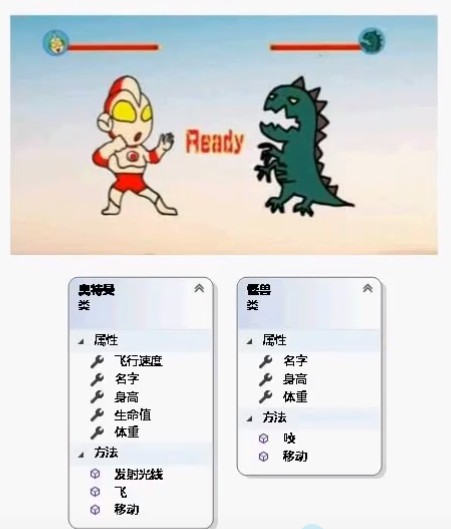 Ready
奥特曼
类
属性
飞行速度
名字
身高
生命值
体重
方法
发射光线
飞
移动
怪兽
类
属性
名字
身高
体重
方法
咬
移动